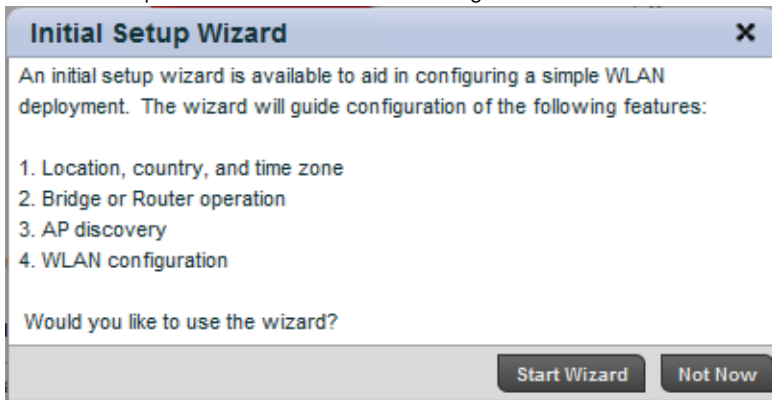 Initial Setup Wizard
An initial setup wizard is available to aid in configuring a simple WLAN
deployment. The wizard will guide configuration of the following features:
1. Location, country, and time zone
2. Bridge or Router operation
3. AP discovery
4. WLAN configuration
Would you like to use the wizard?
Start Wizard Not Now